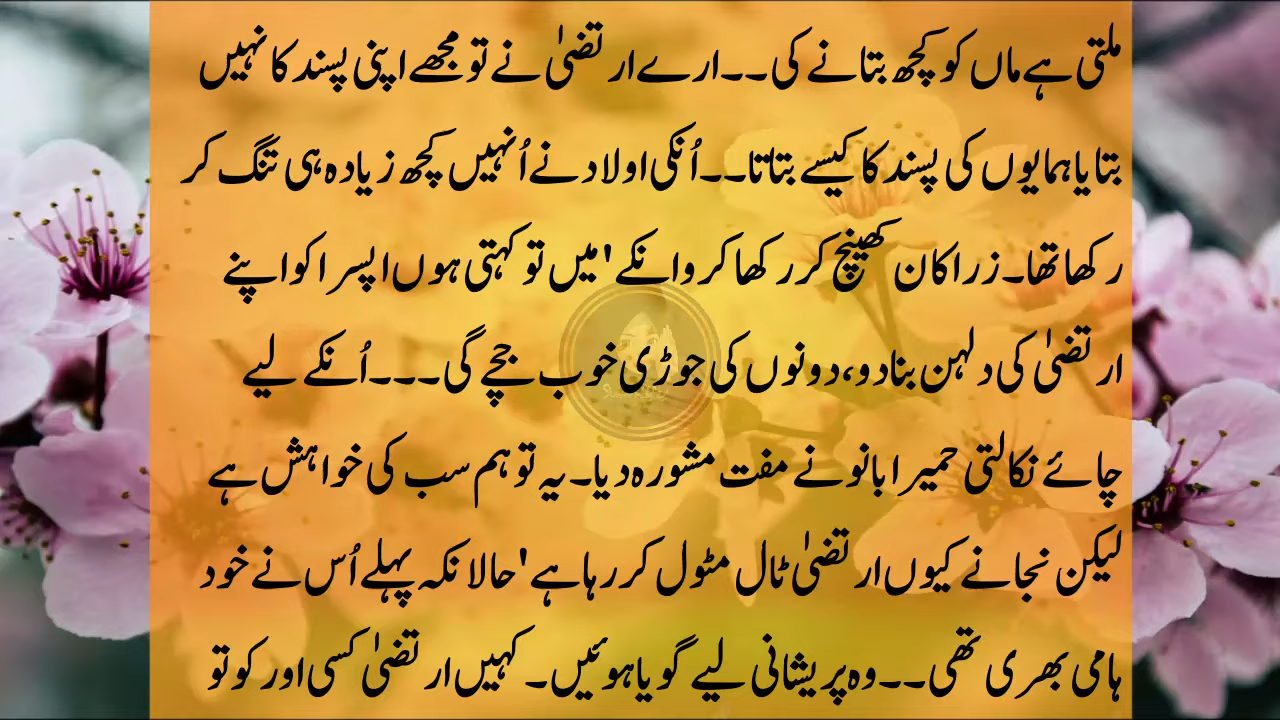 ملتی ہے ماں کو کچھ بتانے کی۔۔ارے ارتضیٰ نے تو مجھے اپنی پسند کا نہیں
بتایا ہمایوں کی پسند کا کیسے بتاتا۔۔اُنکی اولاد نے اُنہیں کچھ زیادہ ہی تنگ کر
رکھا تھا۔ زرا کان کھینچ کر رکھا کرو انکے' میں تو کہتی ہوں اپسرا کو اپنے
ارتضیٰ کی دلہن بنا دو، دونوں کی جوڑی خوب جچے گی۔۔۔اُنکے لیے
چائے نکالتی حمیرا بانو نے مفت مشورہ دیا۔ یہ تو ہم سب کی خواہش ہے
لیکن نجانے کیوں ارتضیٰ ٹال مٹول کر رہا ہے' حالانکہ پہلے اُس نے خود
ہامی بھری تھی۔۔وہ پریشانی لیے گویا ہوئیں۔ کہیں ارتضیٰ کسی اور کو تو